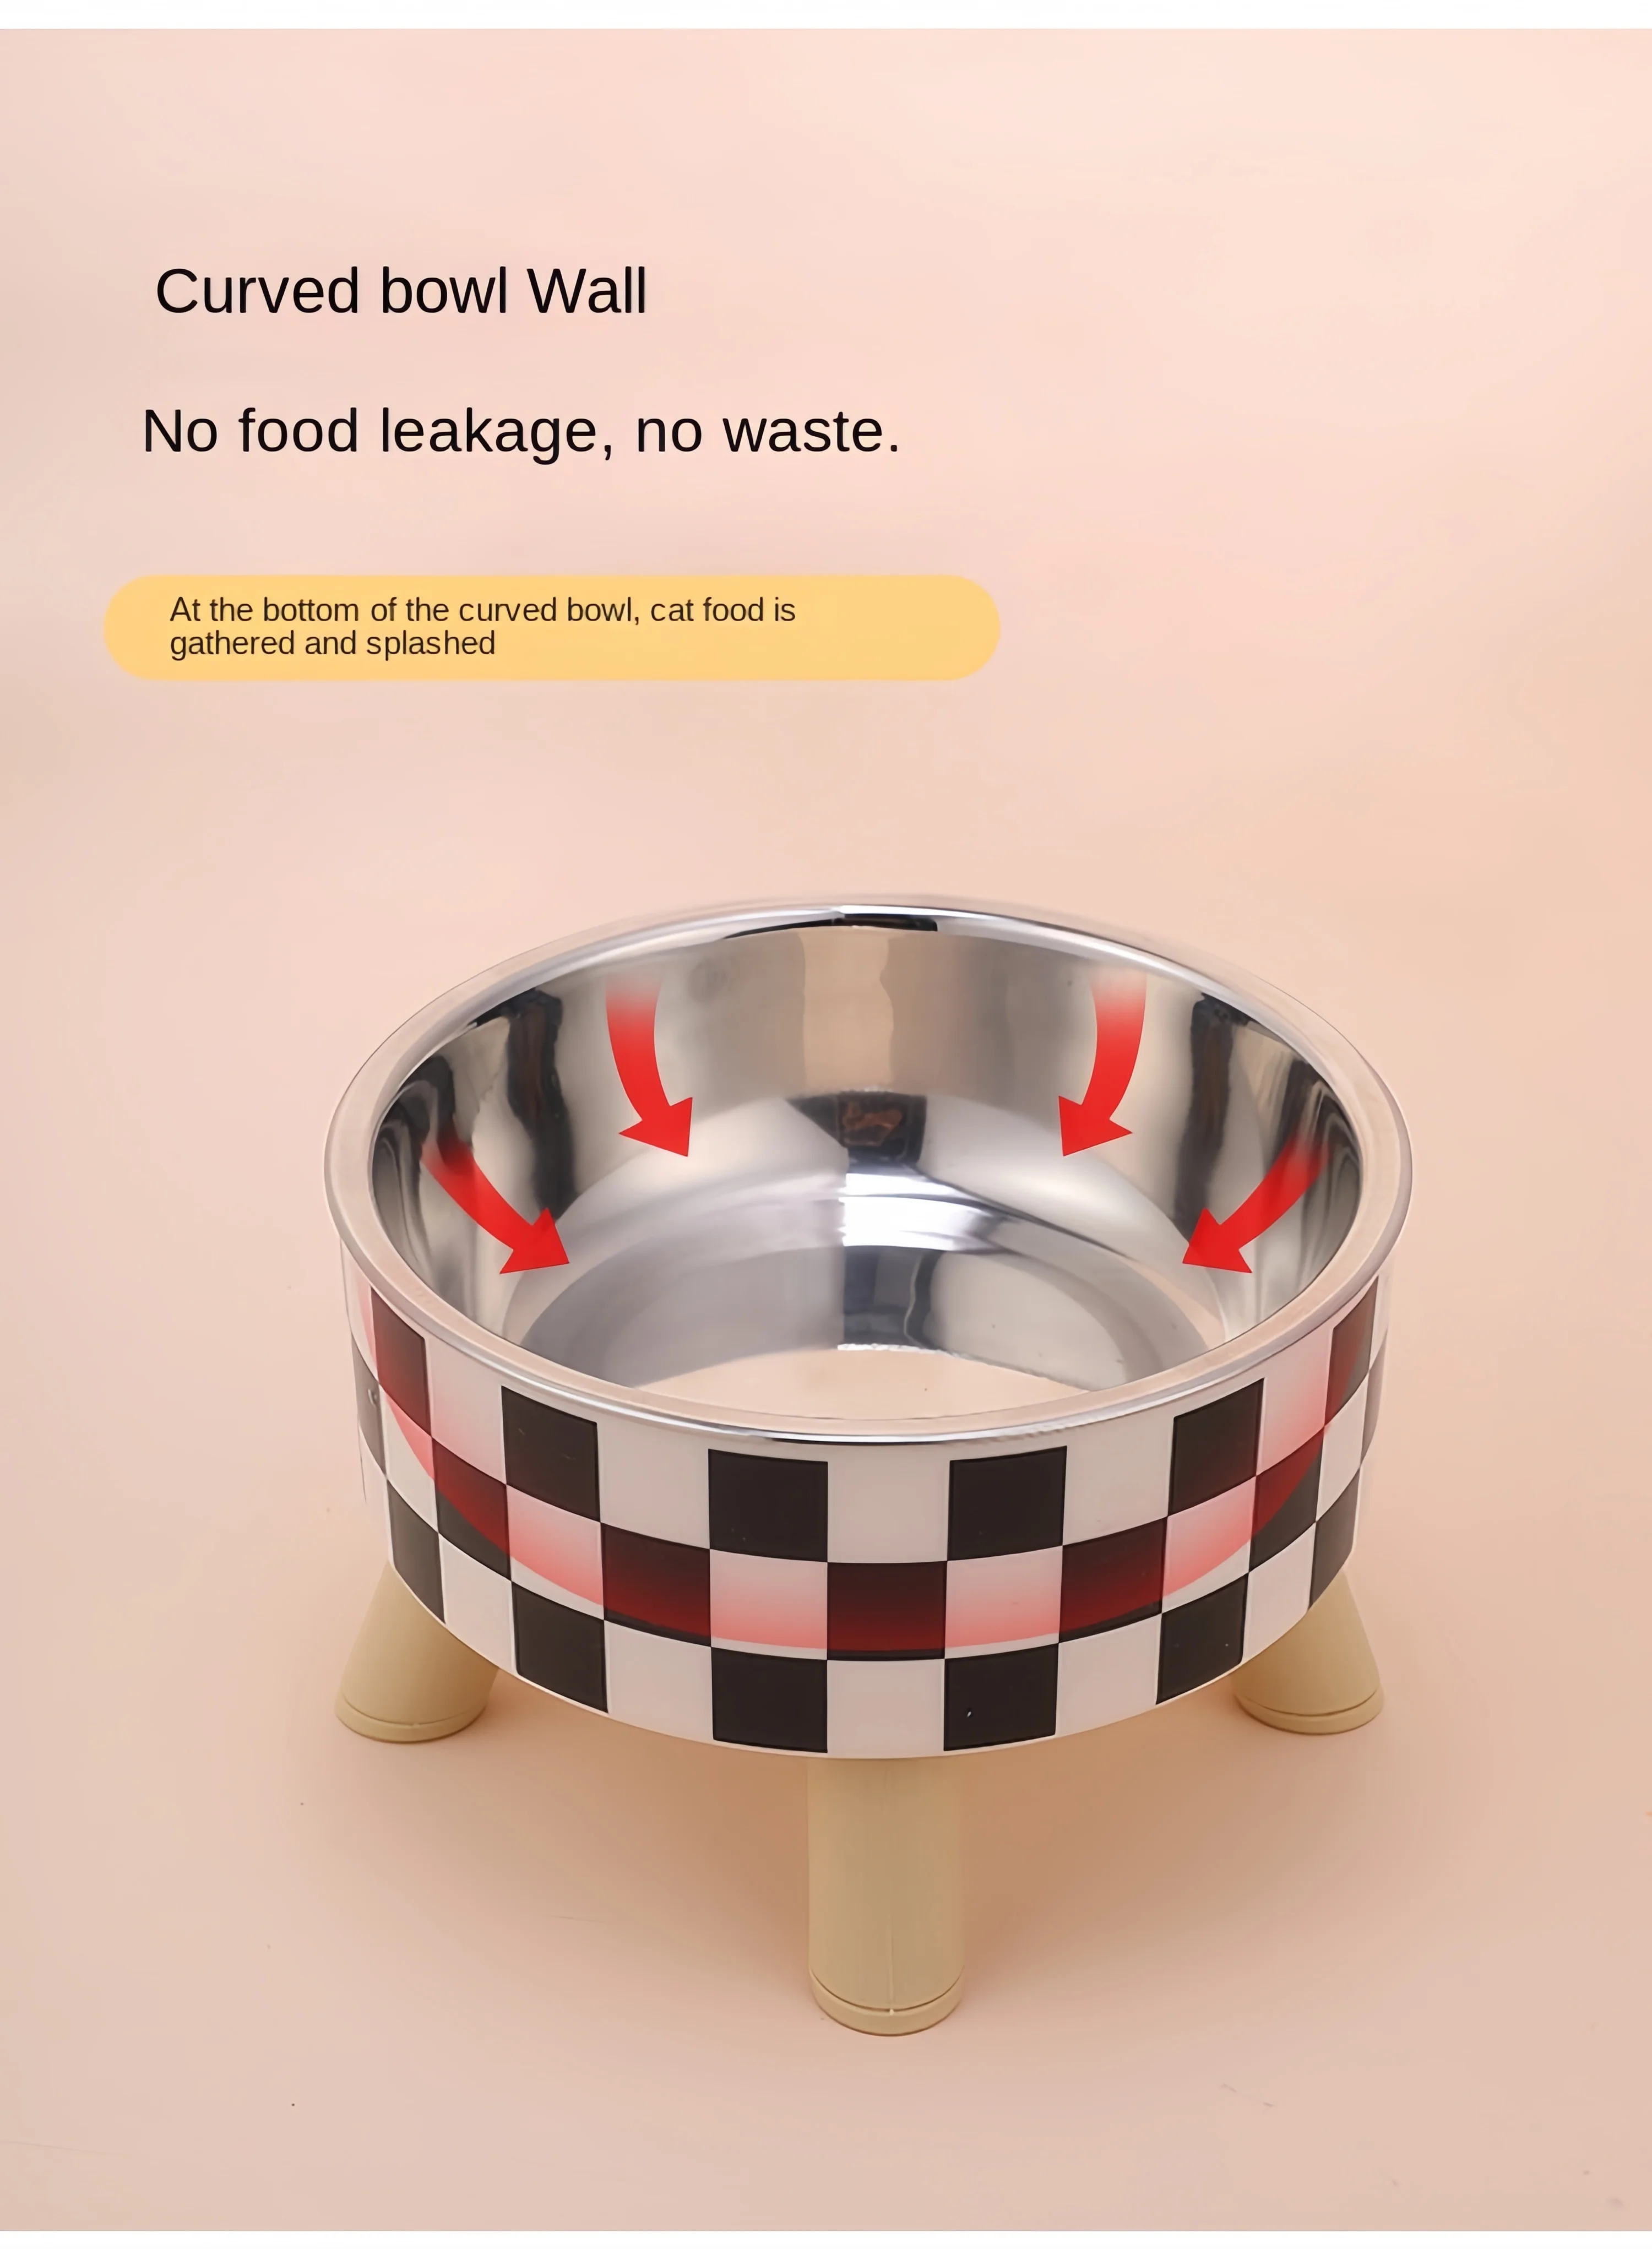 Curved bowl Wall
No food leakage, no waste.
At the bottom of the curved bowl, cat food is
gathered and splashed